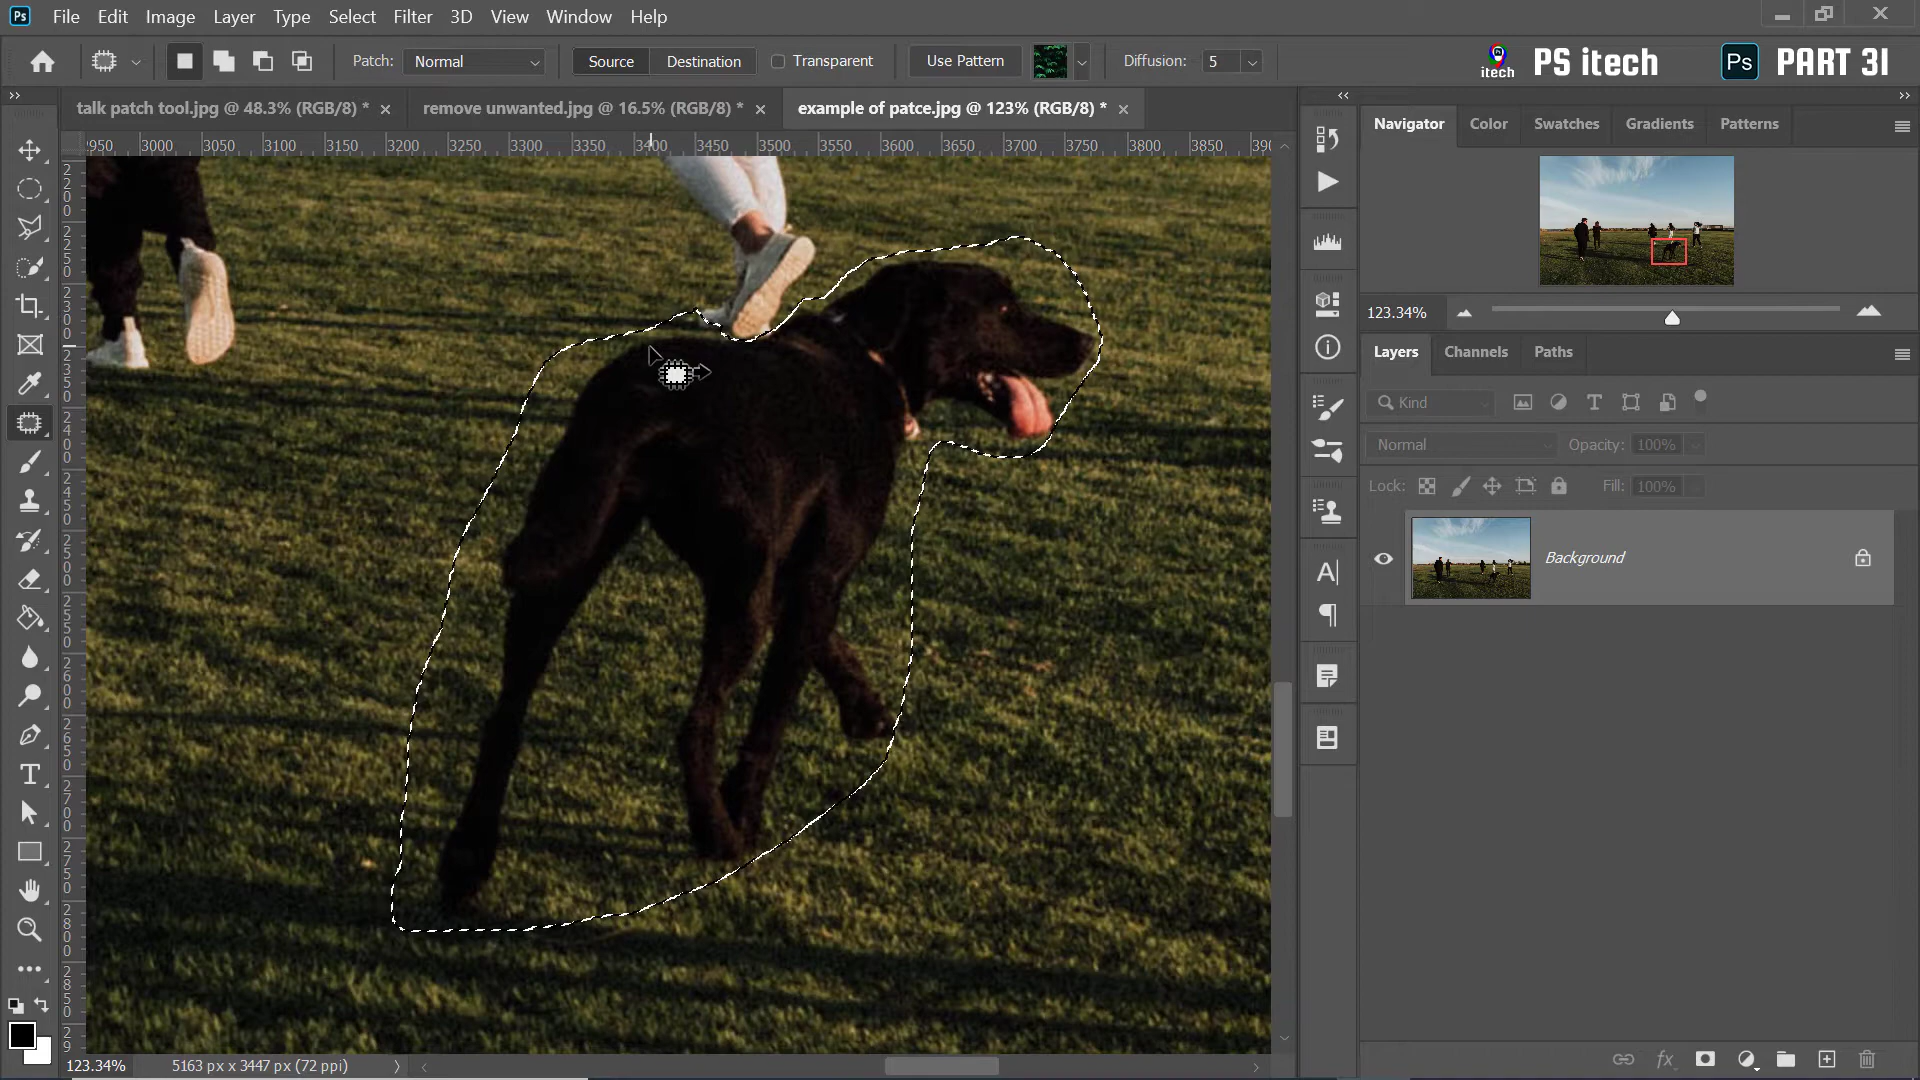 Ps File Edit Image Layer Type Select Filter 3D View Window Help
Patch: Normal Source Destination Transparent Use Pattern Diffusion: 5 itech PS itech Ps PART 31
talk patch tool.jpg @ 48.3% (RGB/8) * remove unwanted.jpg @ 16.5% (RGB/8) * example of patce.jpg @ 123% (RGB/8) *
3000 3050 3100 3150 3200 3250 3300 3350 3400 3450 3500 3550 3600 3650 3700 3750 3800 3850
Navigator Color Swatches Gradients Patterns
123.34%
Layers Channels Paths
Kind
Normal Opacity: 100%
Lock: Fill: 100%
Background
123.34% 5163 px x 3447 px (72 ppi)